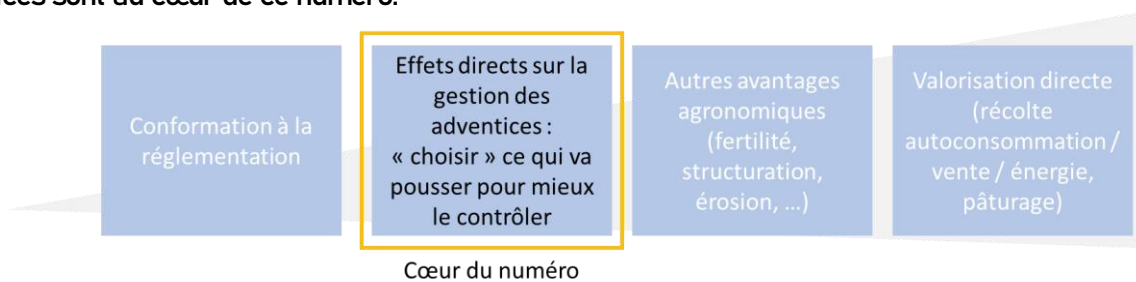 sont au cœur de ce numéro.
Conformation à la
réglementation
Effets directs sur la
gestion des
adventices :
« choisir » ce qui va
pousser pour mieux
le contrôler
Autres avantages
agronomiques
(fertilité,
structuration,
érosion, ...)
Valorisation directe
(récolte
autoconsommation /
vente / énergie,
pâturage)
Cœur du numéro